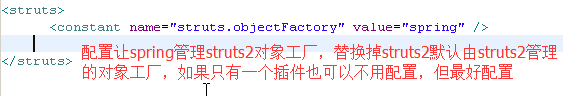 <struts>
<constant name="struts.objectFactory" value="spring" />
配置让spring管理struts2对象工厂，替换掉struts2默认由struts2管理
的对象工厂，如果只有一个插件也可以不用配置，但最好配置
</struts>